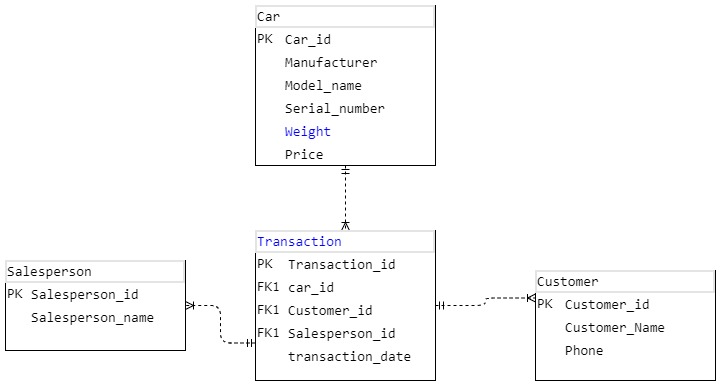 Car
PK Car_id
Manufacturer
Model_name
Serial_number
Weight
Price
Transaction
PK Transaction_id
FK1 car_id
FK1 Customer_id
FK1 Salesperson_id
transaction_date
Salesperson
PK Salesperson_id
Salesperson_name
Customer
PK Customer_id
Customer_Name
Phone